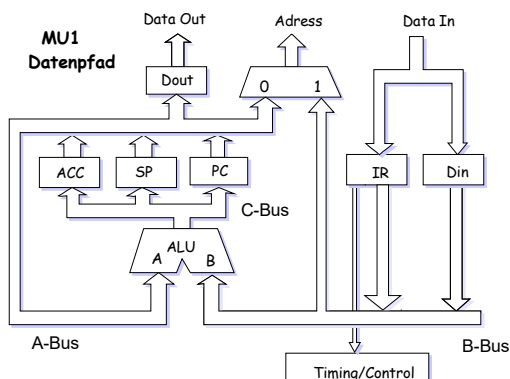 Data Out
Adress
Data In
MU1
Datenpfad
Dout
0 1
ACC
SP
PC
IR
Din
C-Bus
ALU
A B
A-Bus
B-Bus
Timing/Control